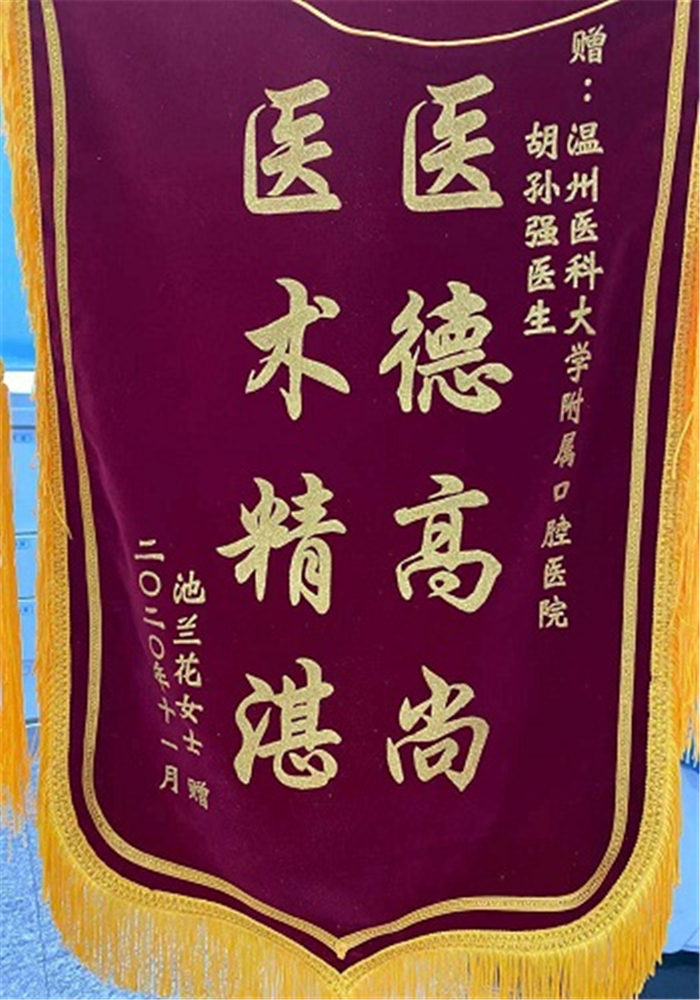 赠：温州医科大学附属口腔医院
胡孙强医生
医德高尚
医术精湛
池兰花女士 赠
二〇二〇年十一月